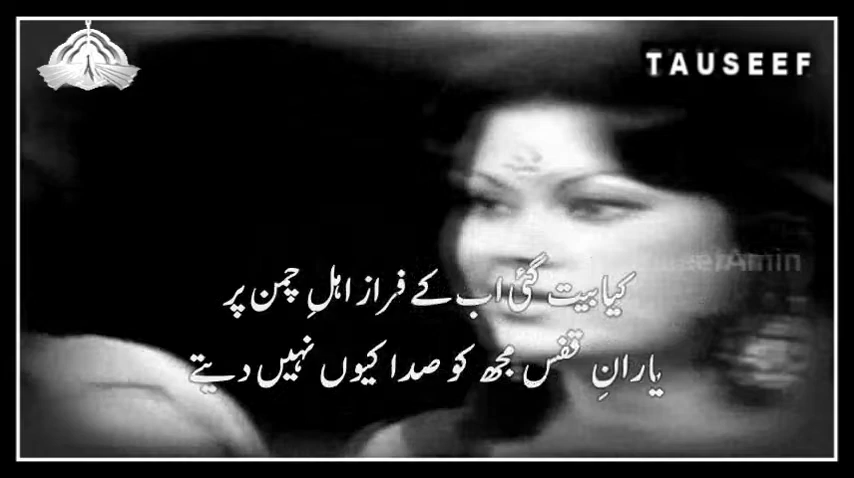 TAUSEEF
کیا بیت گئی اب کے فراز اہلِ چمن پر
یارانِ قفس مجھ کو صدا کیوں نہیں دیتے